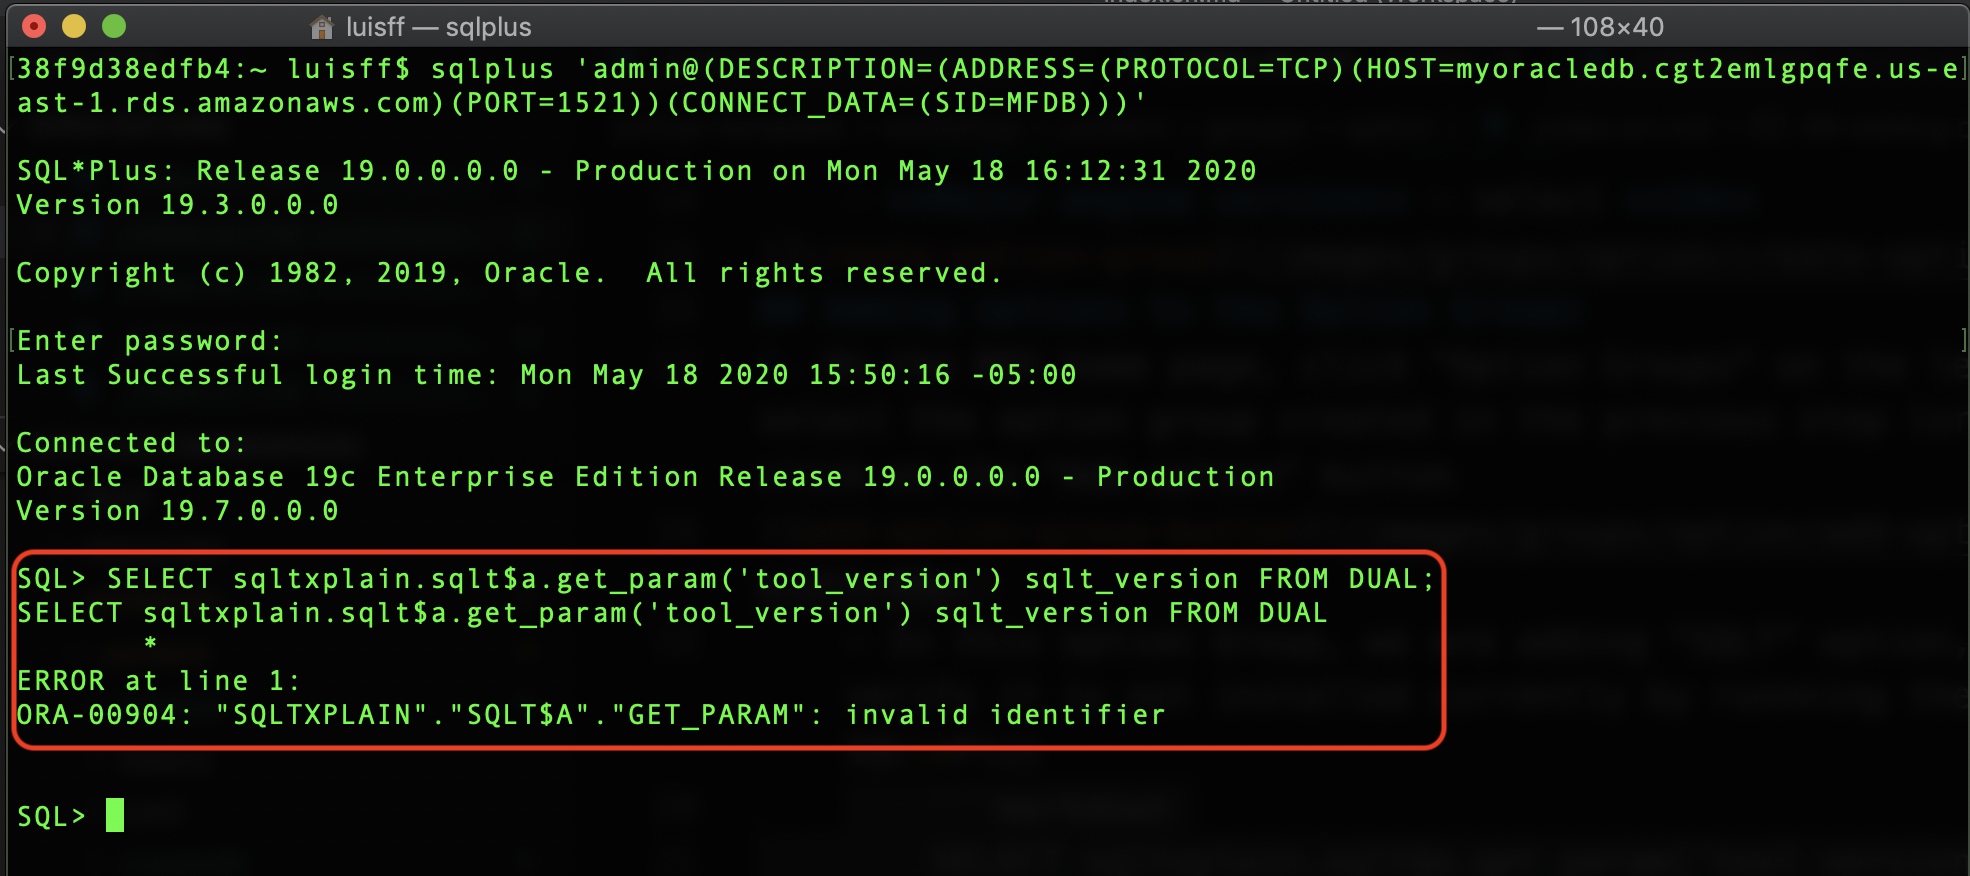 luisff — sqlplus — 108×40
[38f9d38edfb4:~ luisff$ sqlplus 'admin@(DESCRIPTION=(ADDRESS=(PROTOCOL=TCP)(HOST=myoracledb.cgt2emlgpqfe.us-e]
ast-1.rds.amazonaws.com)(PORT=1521))(CONNECT_DATA=(SID=MFDB)))'
SQL*Plus: Release 19.0.0.0.0 - Production on Mon May 18 16:12:31 2020
Version 19.3.0.0.0
Copyright (c) 1982, 2019, Oracle.  All rights reserved.
[Enter password: ]
Last Successful login time: Mon May 18 2020 15:50:16 -05:00
Connected to:
Oracle Database 19c Enterprise Edition Release 19.0.0.0.0 - Production
Version 19.7.0.0.0
SQL> SELECT sqltxplain.sqlt$a.get_param('tool_version') sqlt_version FROM DUAL;
SELECT sqltxplain.sqlt$a.get_param('tool_version') sqlt_version FROM DUAL
*
ERROR at line 1:
ORA-00904: "SQLTXPLAIN"."SQLT$A"."GET_PARAM": invalid identifier
SQL>